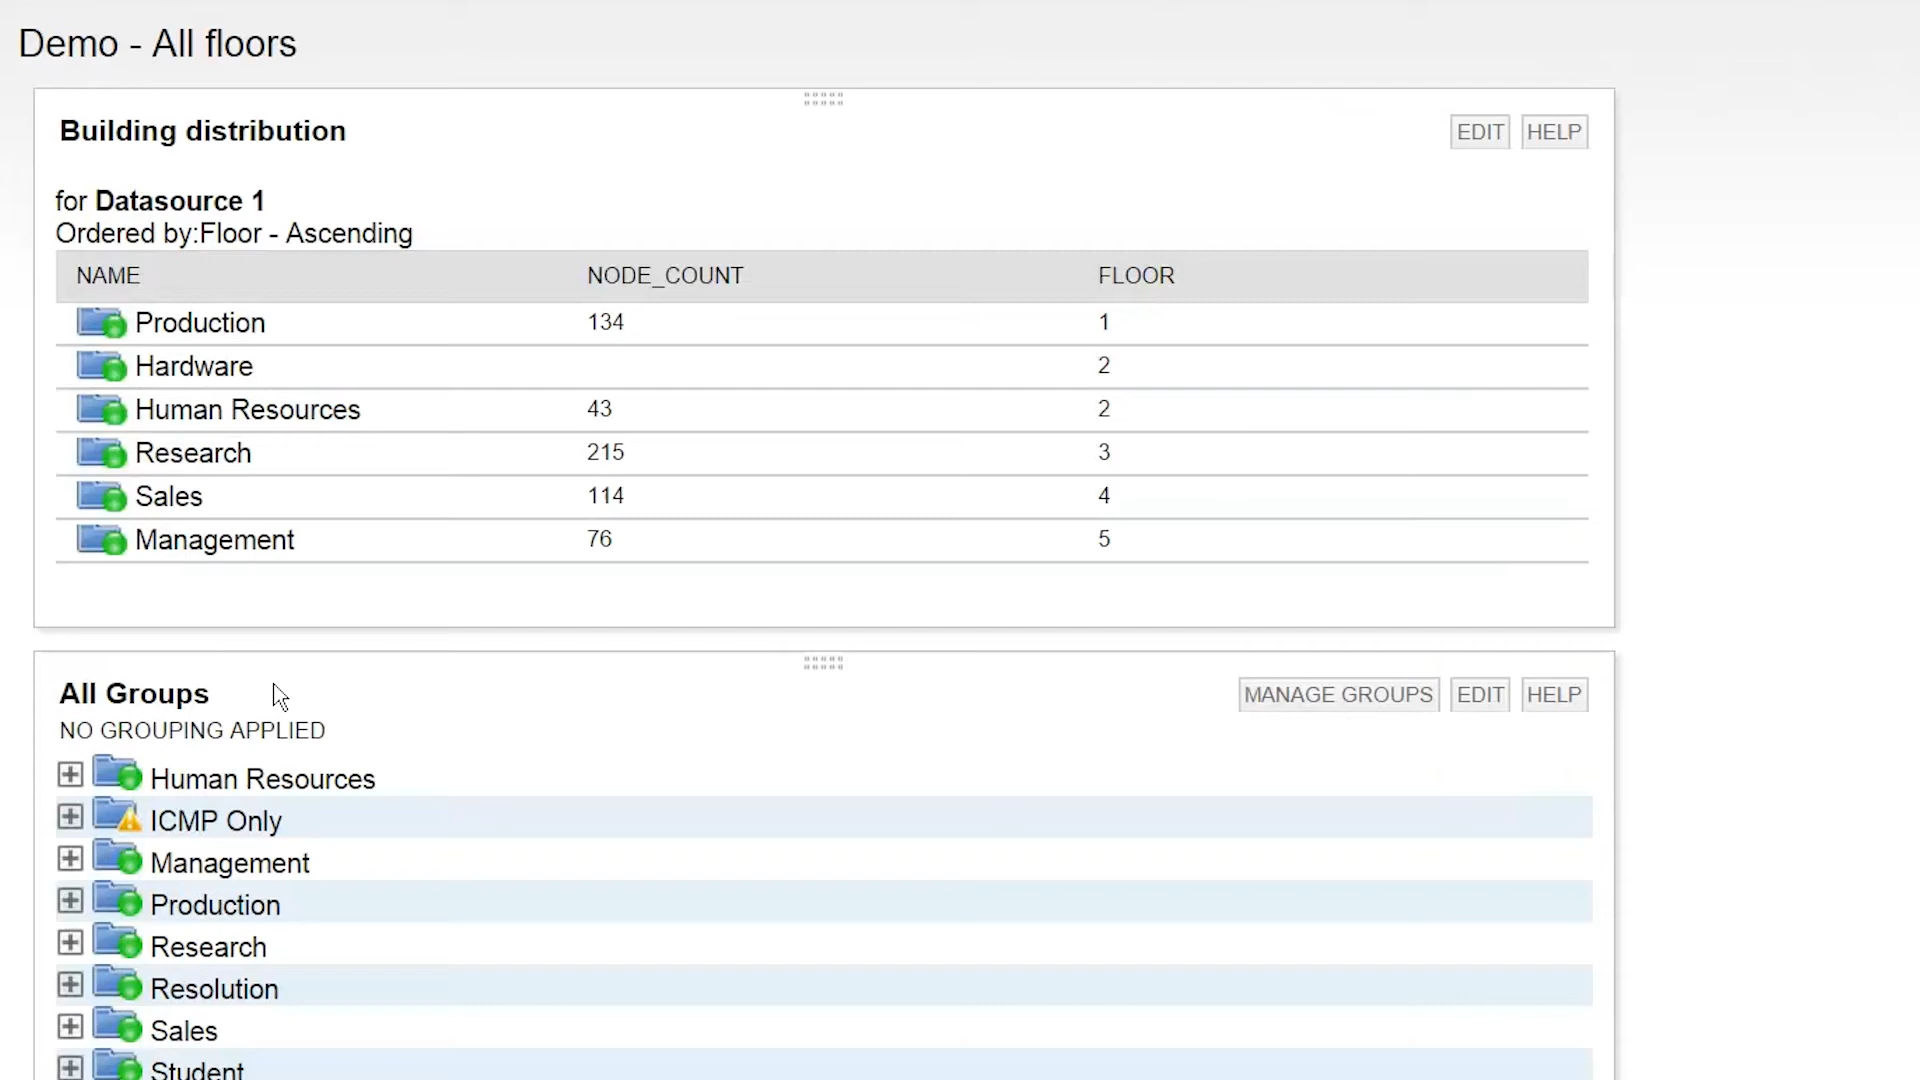 Demo - All floors
Building distribution
EDIT HELP
for Datasource 1
Ordered by:Floor - Ascending
NAME NODE_COUNT FLOOR
Production 134 1
Hardware 2
Human Resources 43 2
Research 215 3
Sales 114 4
Management 76 5
All Groups
MANAGE GROUPS EDIT HELP
NO GROUPING APPLIED
Human Resources
ICMP Only
Management
Production
Research
Resolution
Sales
Student